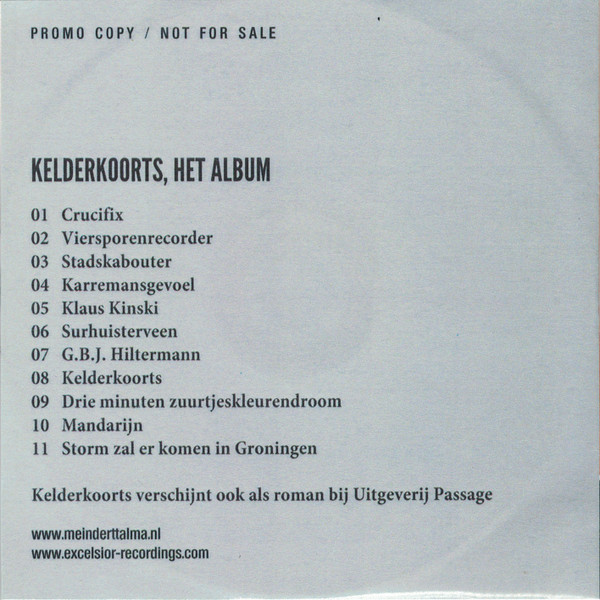 PROMO COPY / NOT FOR SALE
KELDERKOORTS, HET ALBUM
01 Crucifix
02 Viersporenrecorder
03 Stadskabouter
04 Karremansgevoel
05 Klaus Kinski
06 Surhuisterveen
07 G.B.J. Hiltermann
08 Kelderkoorts
09 Drie minuten zuurtjeskleurendroom
10 Mandarijn
11 Storm zal er komen in Groningen
Kelderkoorts verschijnt ook als roman bij Uitgeverij Passage
www.meinderttalma.nl
www.excelsior-recordings.com